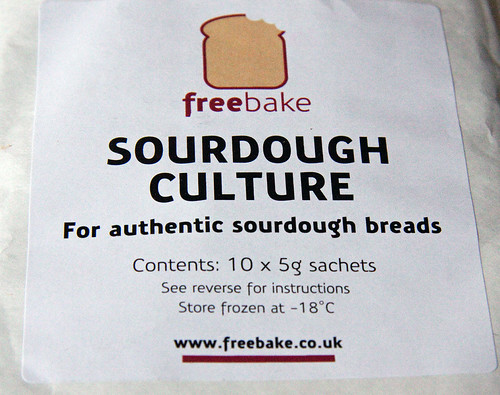 freebake
SOURDOUGH
CULTURE
For authentic sourdough breads
Contents: 10 x 5g sachets
See reverse for instructions
Store frozen at -18°C
www.freebake.co.uk